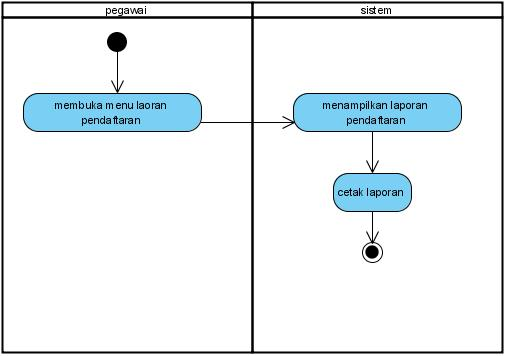 pegawai
sistem
membuka menu laoran
pendaftaran
menampilkan laporan
pendaftaran
cetak laporan